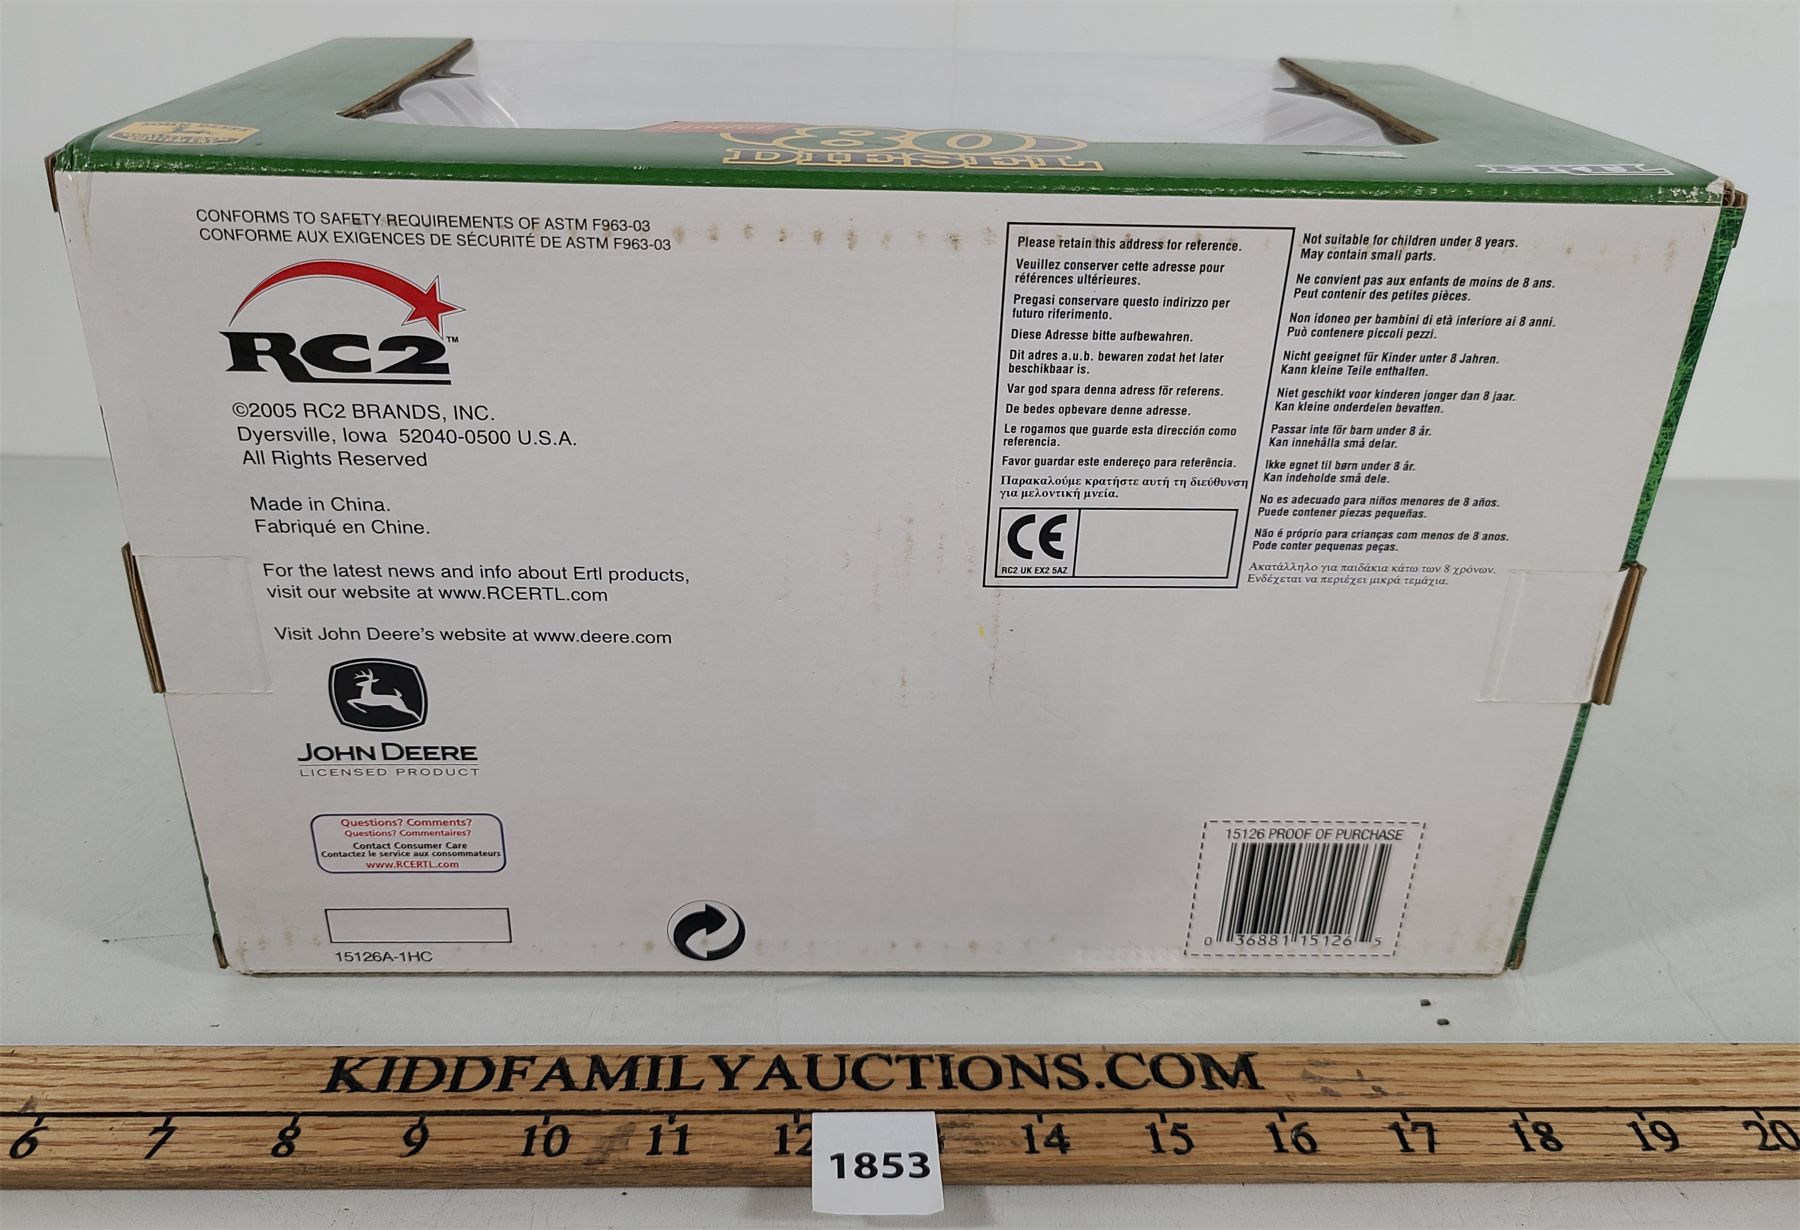 80
DIESEL
ERTL
CONFORMS TO SAFETY REQUIREMENTS OF ASTM F963-03
CONFORME AUX EXIGENCES DE SÉCURITÉ DE ASTM F963-03
RC2™
©2005 RC2 BRANDS, INC.
Dyersville, Iowa 52040-0500 U.S.A.
All Rights Reserved
Made in China.
Fabriqué en Chine.
For the latest news and info about Ertl products,
visit our website at www.RCERTL.com
Visit John Deere's website at www.deere.com
JOHN DEERE
LICENSED PRODUCT
Questions? Comments?
Questions? Commentaires?
Contact Consumer Care
Contactez le service aux consommateurs
www.RCERTL.com
15126A-1HC
Please retain this address for reference.
Veuillez conserver cette adresse pour
références ultérieures.
Pregasi conservare questo indirizzo per
futuro riferimento.
Diese Adresse bitte aufbewahren.
Dit adres a.u.b. bewaren zodat het later
beschikbaar is.
Var god spara denna adress för referens.
De bedes opbevare denne adresse.
Le rogamos que guarde esta dirección como
referencia.
Favor guardar este endereço para referência.
Παρακαλούμε κρατήστε αυτή τη διεύθυνση
για μελοντική μνεία.
CE
RC2 UK EX2 5AZ
Not suitable for children under 8 years.
May contain small parts.
Ne convient pas aux enfants de moins de 8 ans.
Peut contenir des petites pièces.
Non idoneo per bambini di età inferiore ai 8 anni.
Può contenere piccoli pezzi.
Nicht geeignet für Kinder unter 8 Jahren.
Kann kleine Teile enthalten.
Niet geschikt voor kinderen jonger dan 8 jaar.
Kan kleine onderdelen bevatten.
Passar inte för barn under 8 år.
Kan innehålla små delar.
Ikke egnet til børn under 8 år.
Kan indeholde små dele.
No es adecuado para niños menores de 8 años.
Puede contener piezas pequeñas.
Não é próprio para crianças com menos de 8 anos.
Pode conter pequenas peças.
Ακατάλληλο για παιδάκια κάτω των 8 χρόνων.
Ενδέχεται να περιέχει μικρά τεμάχια.
15126 PROOF OF PURCHASE
0 36881 15126 5
KIDDFAMILYAUCTIONS.COM
6 7 8 9 10 11 12 14 15 16 17 18 19 20
1853